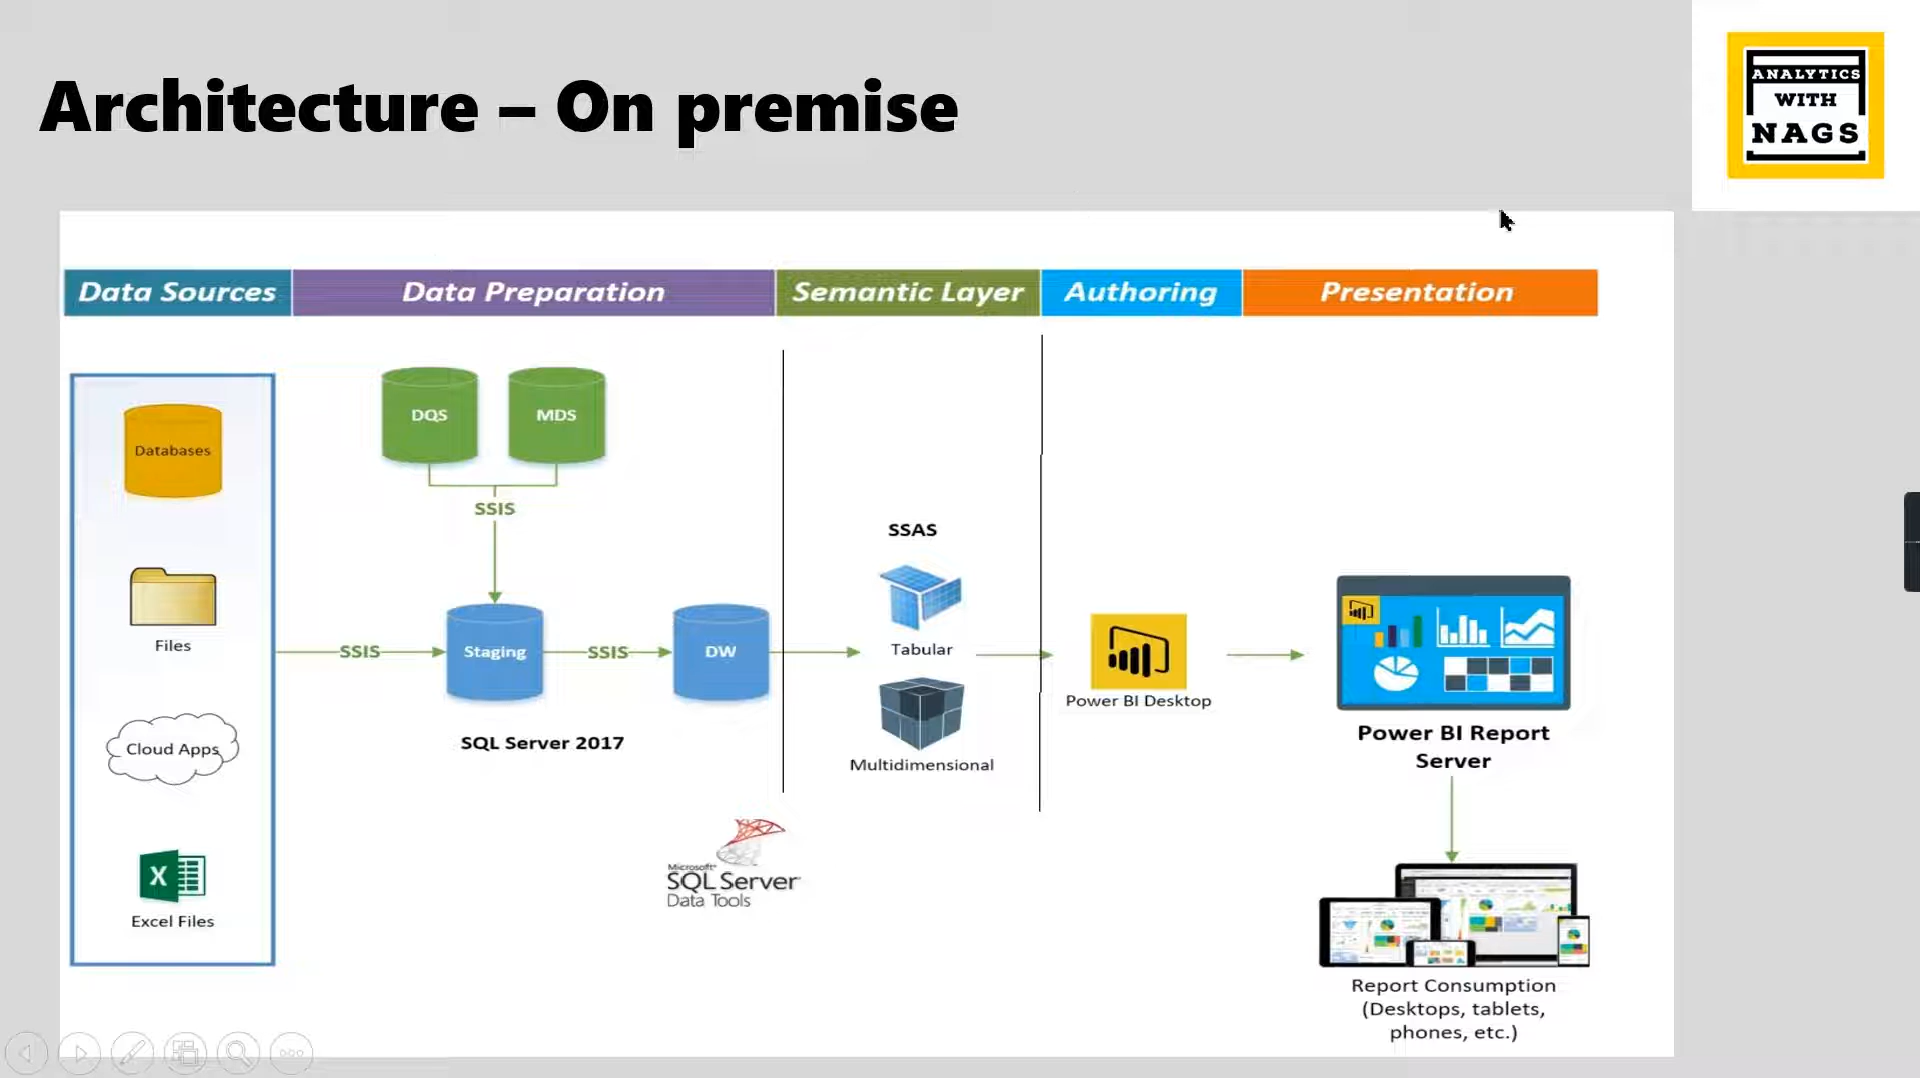 Architecture – On premise
ANALYTICS
WITH
NAGS
Data Sources
Data Preparation
Semantic Layer
Authoring
Presentation
Databases
Files
Cloud Apps
Excel Files
DQS
MDS
SSIS
SSIS
Staging
SSIS
DW
SQL Server 2017
Microsoft
SQL Server
Data Tools
SSAS
Tabular
Multidimensional
Power BI Desktop
Power BI Report
Server
Report Consumption
(Desktops, tablets,
phones, etc.)